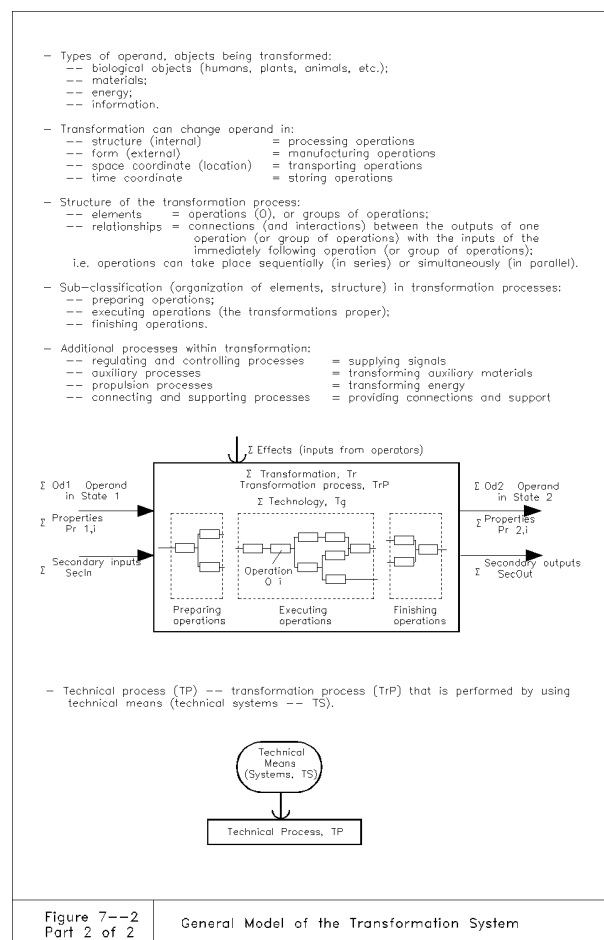 – Types of operand, objects being transformed:
–– biological objects (humans, plants, animals, etc.);
–– materials;
–– energy;
–– information.
– Transformation can change operand in:
–– structure (internal) = processing operations
–– form (external) = manufacturing operations
–– space coordinate (location) = transporting operations
–– time coordinate = storing operations
– Structure of the transformation process:
–– elements = operations (O), or groups of operations;
–– relationships = connections (and interactions) between the outputs of one
operation (or group of operations) with the inputs of the
immediately following operation (or group of operations);
i.e. operations can take place sequentially (in series) or simultaneously (in parallel).
– Sub-classification (organization of elements, structure) in transformation processes:
–– preparing operations;
–– executing operations (the transformations proper);
–– finishing operations.
– Additional processes within transformation:
–– regulating and controlling processes = supplying signals
–– auxiliary processes = transforming auxiliary materials
–– propulsion processes = transforming energy
–– connecting and supporting processes = providing connections and support
Σ Effects (inputs from operators)
Σ Od1 Operand
in State 1
Σ Properties
Pr 1,i
Σ Secondary inputs
SecIn
Σ Transformation, Tr
Transformation process, TrP
Σ Technology, Tg
Operation
O i
Preparing
operations
Executing
operations
Finishing
operations
Σ Od2 Operand
in State 2
Σ Properties
Pr 2,i
Σ Secondary outputs
SecOut
– Technical process (TP) –– transformation process (TrP) that is performed by using
technical means (technical systems –– TS).
Technical
Means
(Systems, TS)
Technical Process, TP
Figure 7––2
Part 2 of 2
General Model of the Transformation System